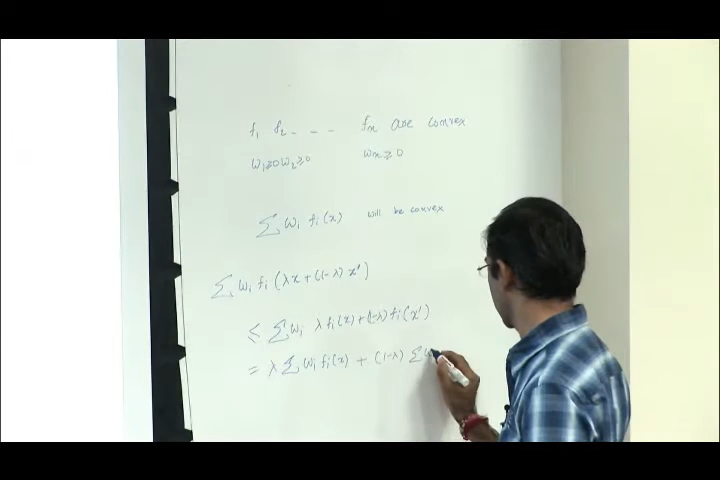 f₁ f₂ - - - fₙ are convex
w₁≥0 w₂≥0 wₙ≥0
∑ wᵢ fᵢ(x) will be convex
∑ wᵢ fᵢ (λx+(1-λ) x')
≤ ∑ wᵢ λ fᵢ(x)+(1-λ) fᵢ(x')
= λ ∑ wᵢ fᵢ(x) + (1-λ) ∑ w